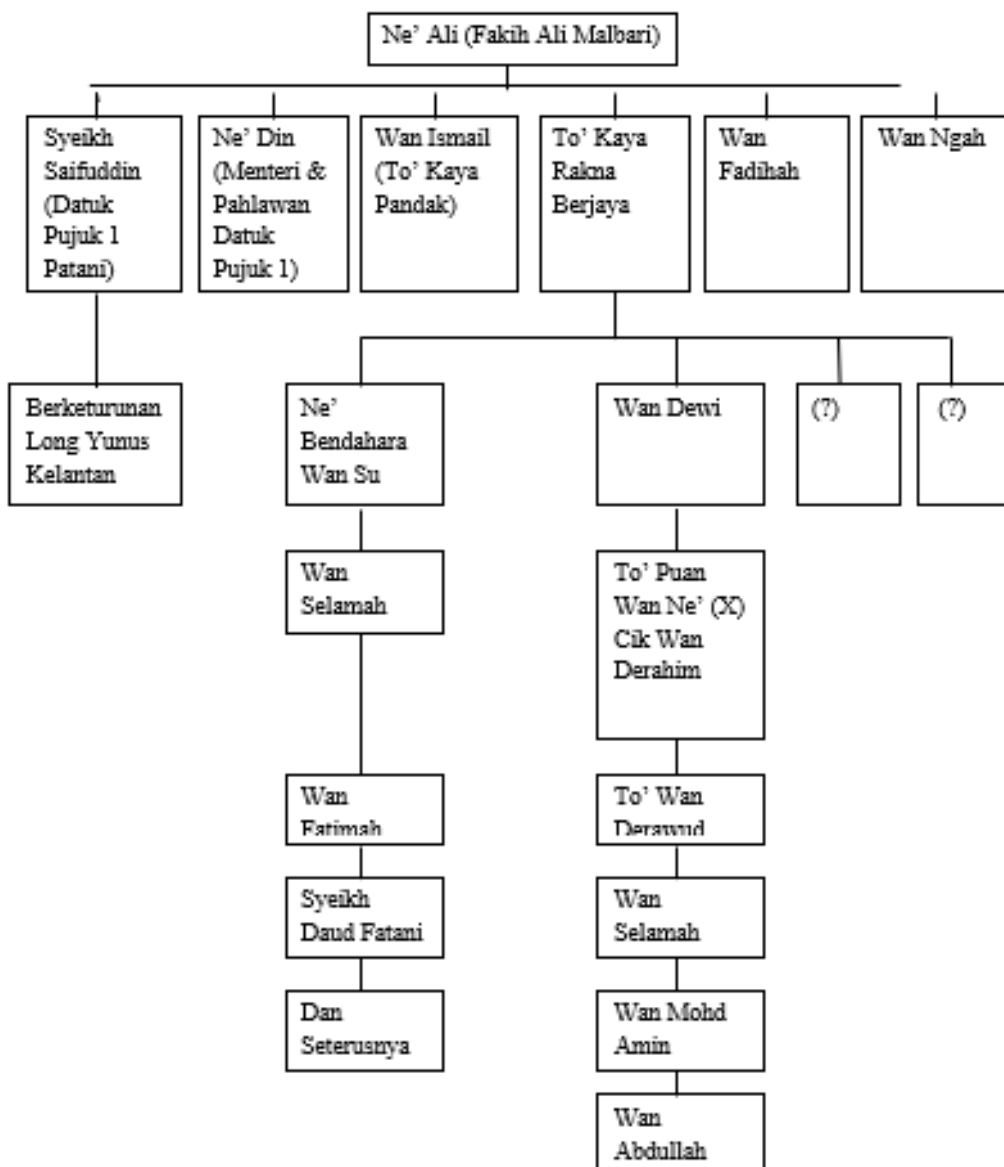 Ne’ Ali (Fakih Ali Malbari)
Syeikh
Saifuddin
(Datuk
Pujuk 1
Patani)
Ne’ Din
(Menteri &
Pahlawan
Datuk
Pujuk 1)
Wan Ismail
(To’ Kaya
Pandak)
To’ Kaya
Rakna
Berjaya
Wan
Fadihah
Wan Ngah
Berketurunan
Long Yunus
Kelantan
Ne’
Bendahara
Wan Su
Wan Dewi
(?)
(?)
Wan
Selamah
To’ Puan
Wan Ne’ (X)
Cik Wan
Derahim
Wan
Fatimah
To’ Wan
Derawud
Syeikh
Daud Fatani
Wan
Selamah
Dan
Seterusnya
Wan Mohd
Amin
Wan
Abdullah